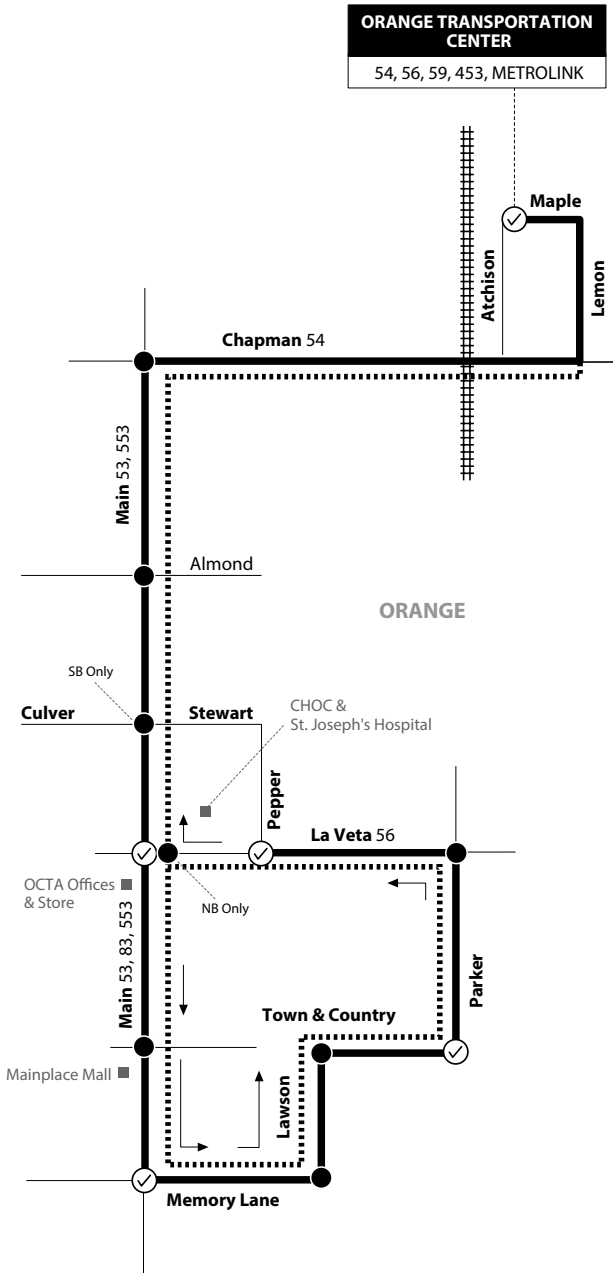 ORANGE TRANSPORTATION
CENTER
54, 56, 59, 453, METROLINK
Maple
Atchison
Lemon
Chapman 54
Main 53, 553
Almond
ORANGE
SB Only
Culver
Stewart
CHOC &
St. Joseph's Hospital
Pepper
La Veta 56
OCTA Offices
& Store
NB Only
Main 53, 83, 553
Parker
Town & Country
Mainplace Mall
Lawson
Memory Lane